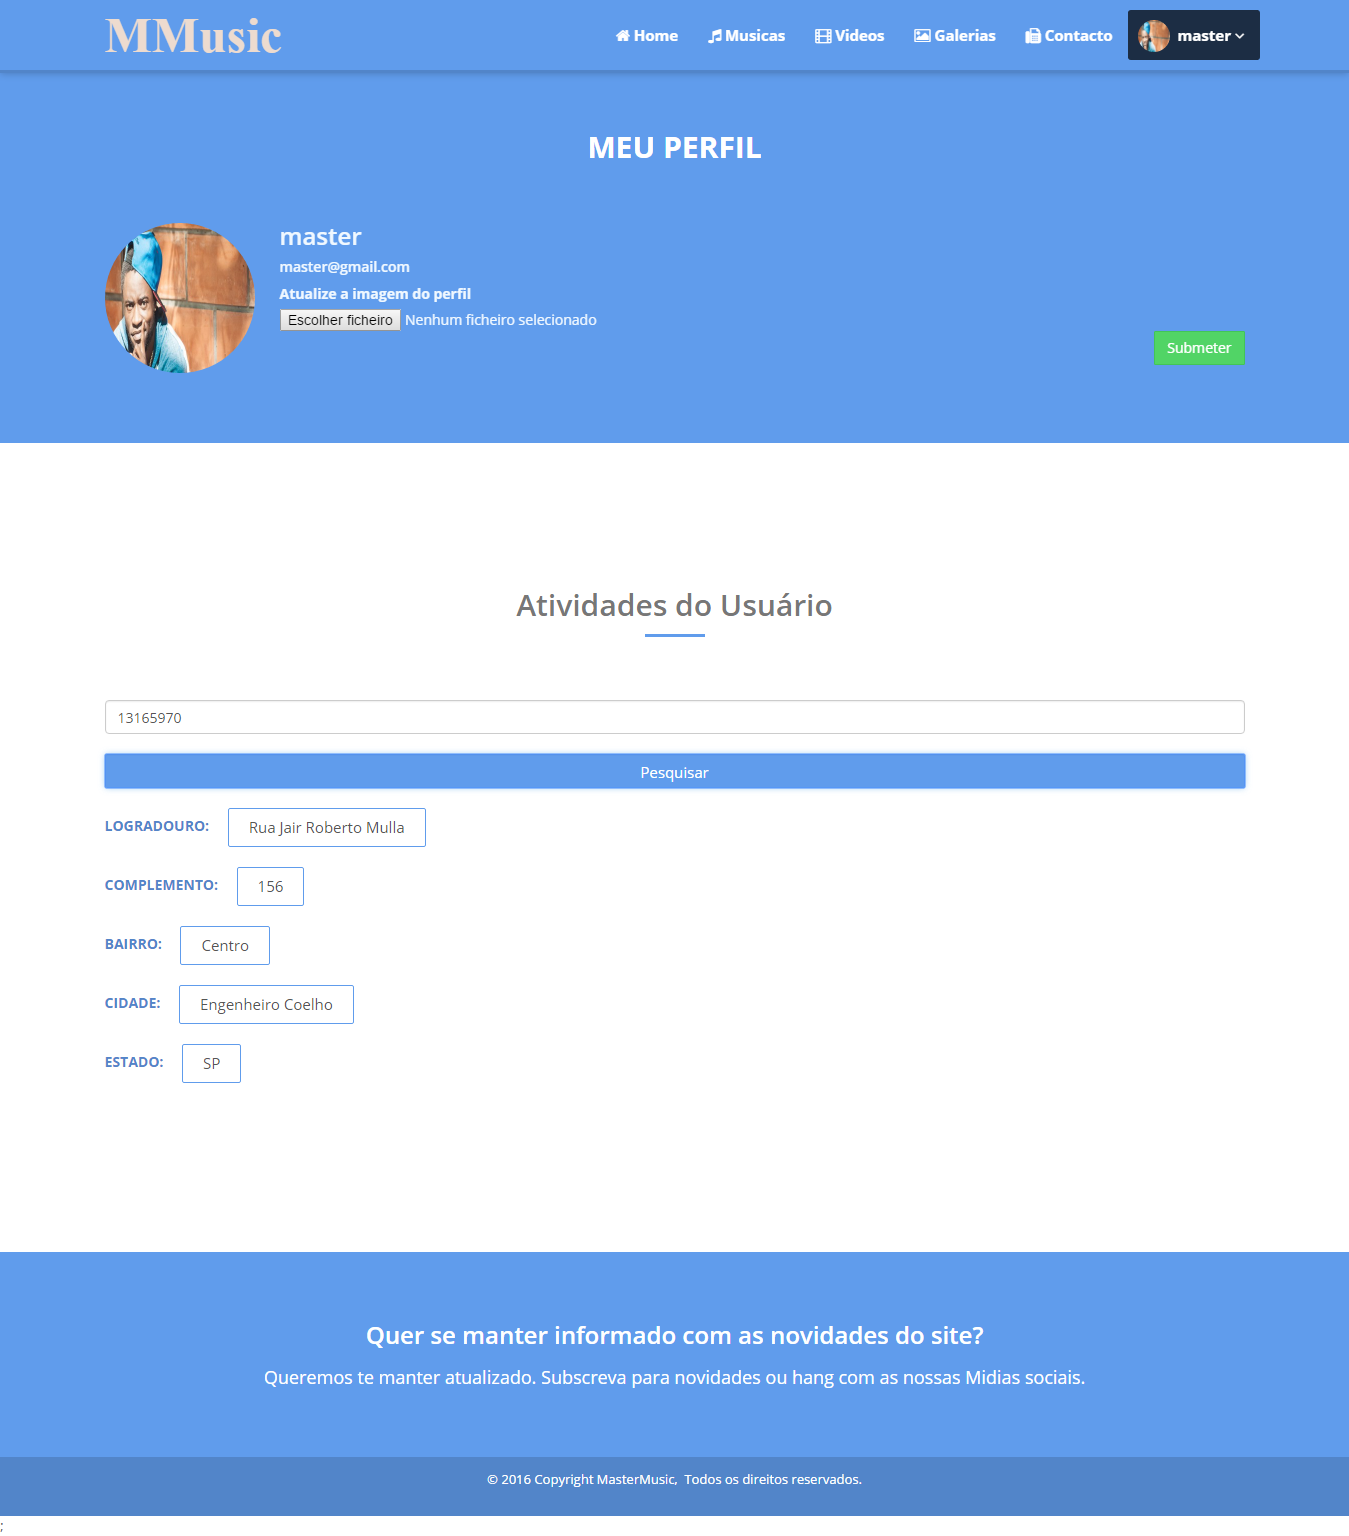 MMusic
Home Musicas Videos Galerias Contacto master
MEU PERFIL
master
master@gmail.com
Atualize a imagem do perfil
Escolher ficheiro Nenhum ficheiro selecionado
Submeter
Atividades do Usuário
13165970
Pesquisar
LOGRADOURO: Rua Jair Roberto Mulla
COMPLEMENTO: 156
BAIRRO: Centro
CIDADE: Engenheiro Coelho
ESTADO: SP
Quer se manter informado com as novidades do site?
Queremos te manter atualizado. Subscreva para novidades ou hang com as nossas Midias sociais.
© 2016 Copyright MasterMusic, Todos os direitos reservados.
;